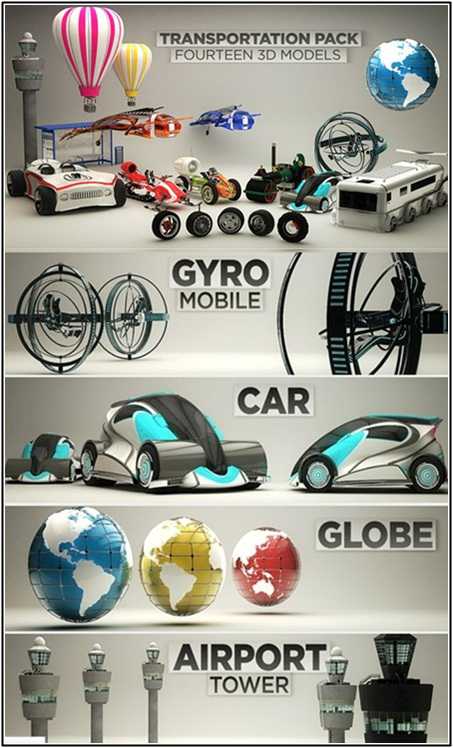 TRANSPORTATION PACK
FOURTEEN 3D MODELS
GYRO
MOBILE
CAR
GLOBE
AIRPORT
TOWER